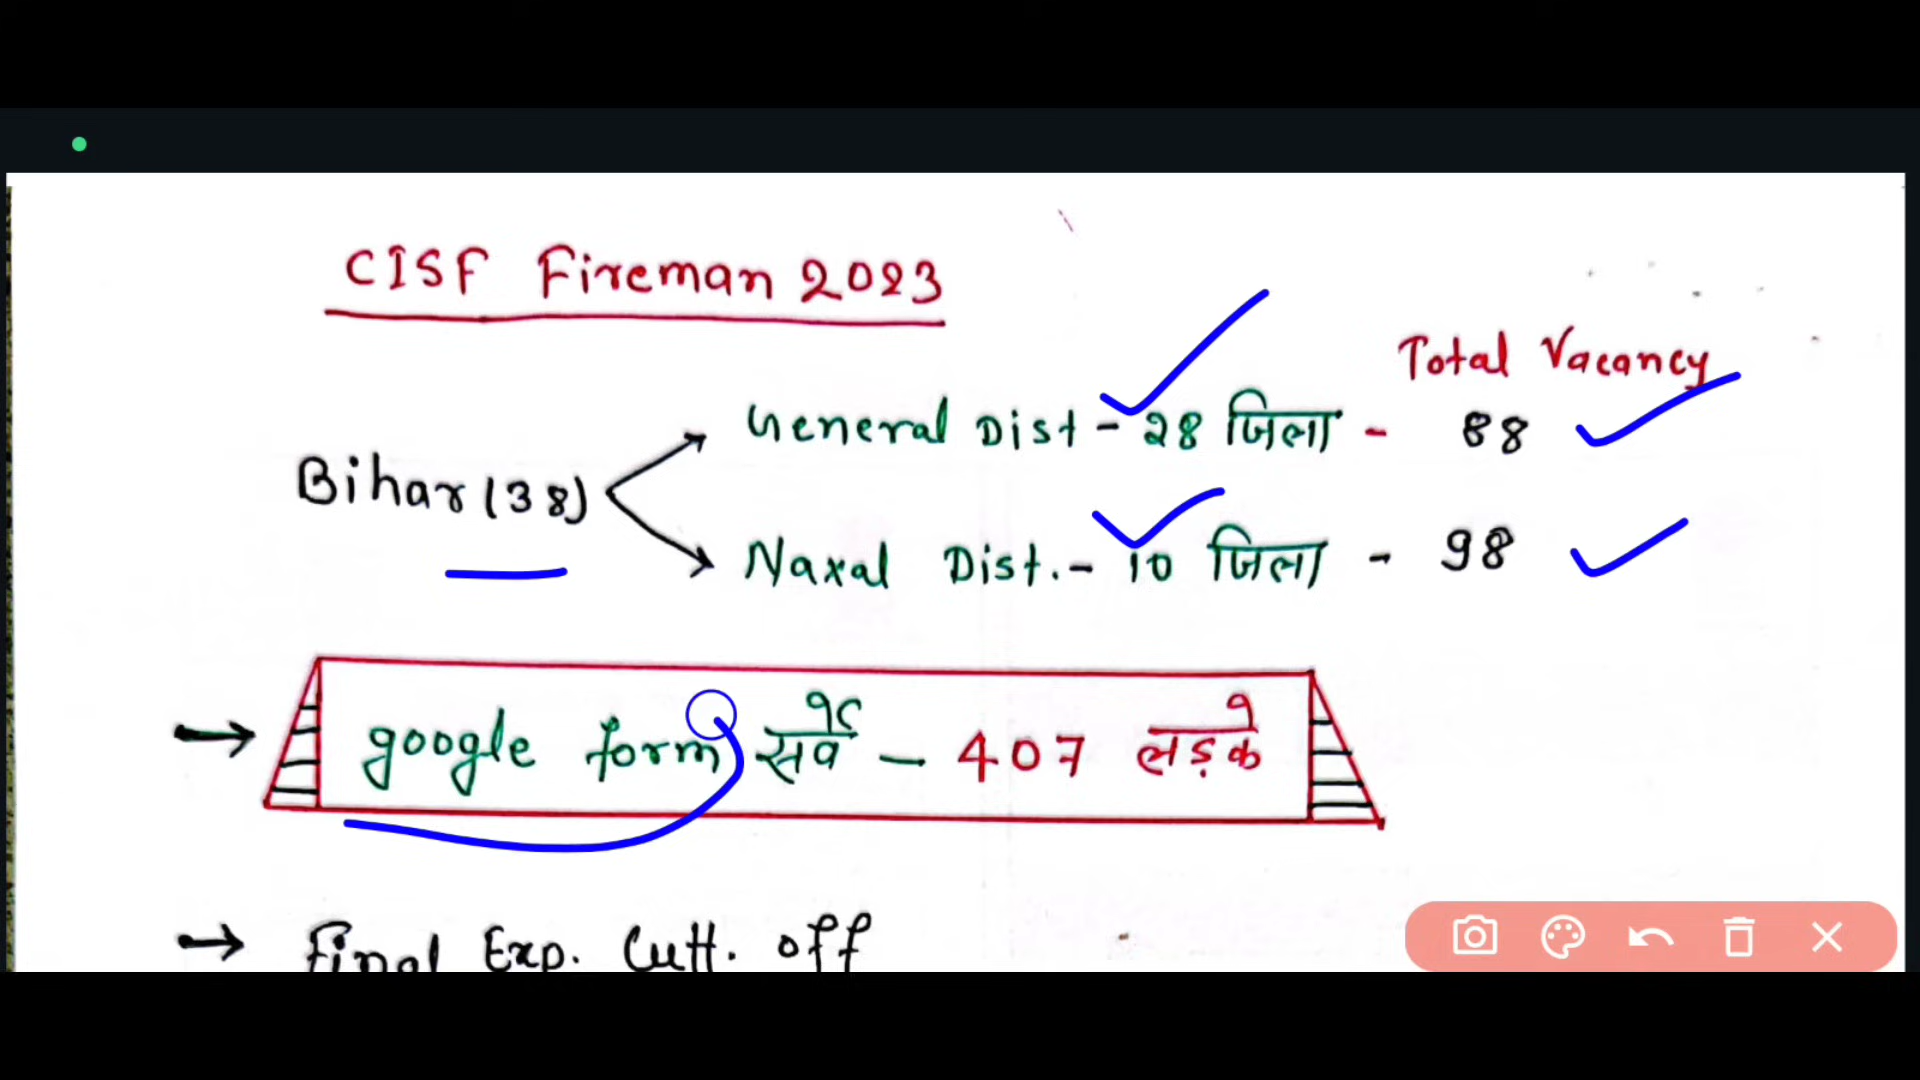 CISF Fireman 2023
Total Vacancy
General Dist - 28 जिला - 88
Bihar (38)
Naxal Dist. - 10 जिला - 98
→ google form सर्वे - 407 लड़के
→ Final Exp. Cutt. off